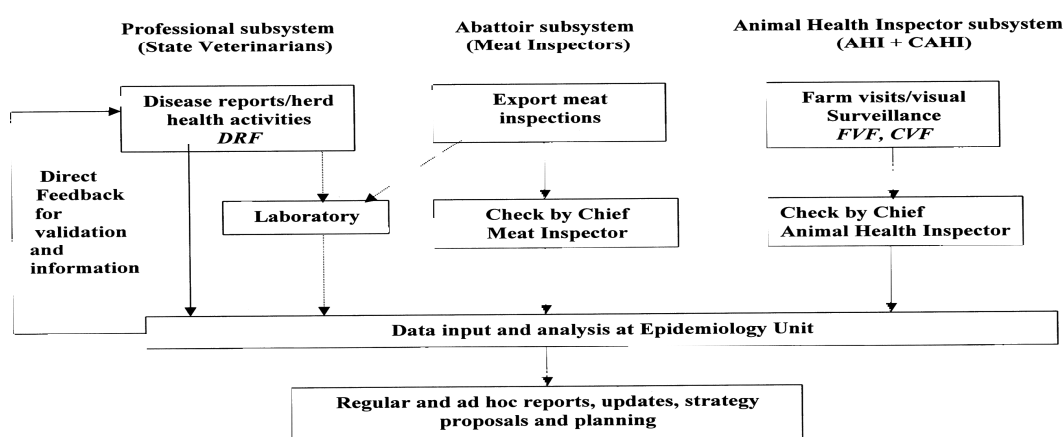 Professional subsystem
(State Veterinarians)
Abattoir subsystem
(Meat Inspectors)
Animal Health Inspector subsystem
(AHI + CAHI)
Disease reports/herd
health activities
DRF
Export meat
inspections
Farm visits/visual
Surveillance
FVF, CVF
Direct
Feedback
for
validation
and
information
Laboratory
Check by Chief
Meat Inspector
Check by Chief
Animal Health Inspector
Data input and analysis at Epidemiology Unit
Regular and ad hoc reports, updates, strategy
proposals and planning